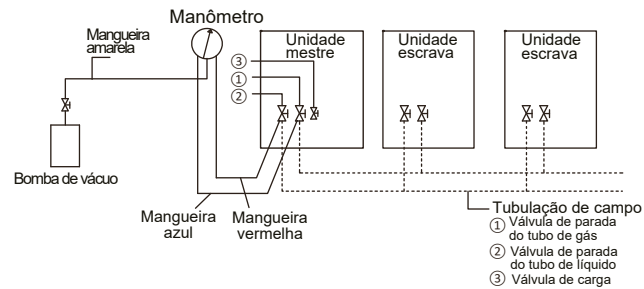 Manômetro
Mangueira
amarela
Unidade
mestre
Unidade
escrava
Unidade
escrava
③
①
②
Bomba de vácuo
Mangueira
azul
Mangueira
vermelha
Tubulação de campo
① Válvula de parada
do tubo de gás
② Válvula de parada
do tubo de líquido
③ Válvula de carga